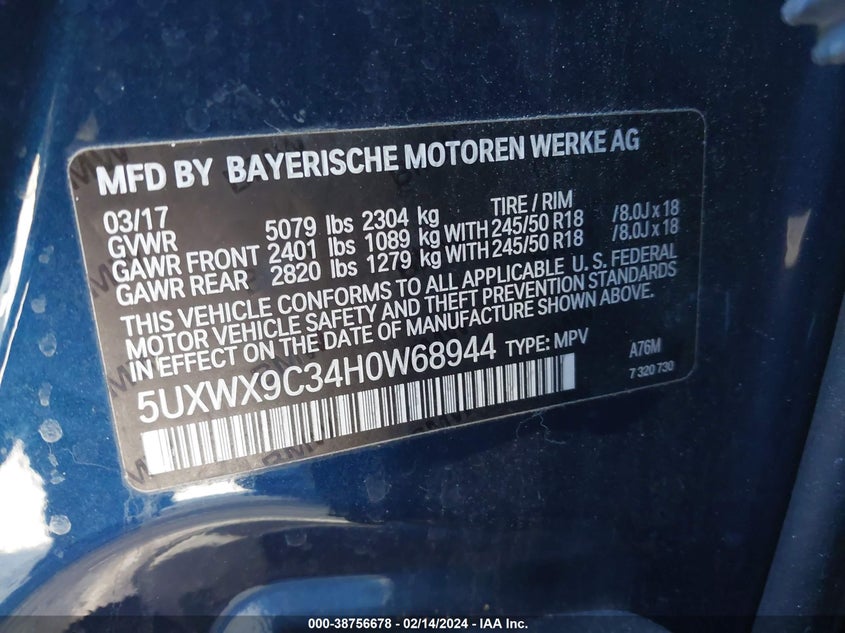 MFD BY BAYERISCHE MOTOREN WERKE AG
03/17 TIRE / RIM
GVWR 5079 lbs 2304 kg
GAWR FRONT 2401 lbs 1089 kg WITH 245/50 R18 /8.0J x 18
GAWR REAR 2820 lbs 1279 kg WITH 245/50 R18 /8.0J x 18
THIS VEHICLE CONFORMS TO ALL APPLICABLE U. S. FEDERAL
MOTOR VEHICLE SAFETY AND THEFT PREVENTION STANDARDS
IN EFFECT ON THE DATE OF MANUFACTURE SHOWN ABOVE.
5UXWX9C34H0W68944 TYPE: MPV A76M
7 320 730
BMW
000-38756678 - 02/14/2024 - IAA Inc.